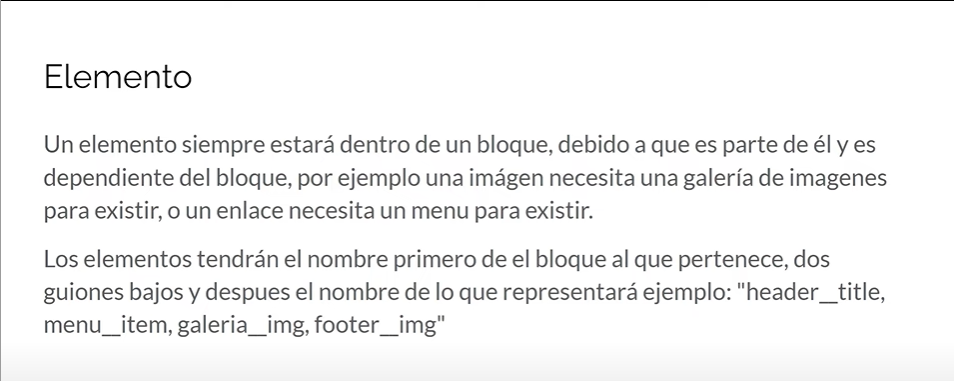 Elemento
Un elemento siempre estará dentro de un bloque, debido a que es parte de él y es
dependiente del bloque, por ejemplo una imágen necesita una galería de imagenes
para existir, o un enlace necesita un menu para existir.
Los elementos tendrán el nombre primero de el bloque al que pertenece, dos
guiones bajos y despues el nombre de lo que representará ejemplo: "header__title,
menu__item, galeria__img, footer__img"